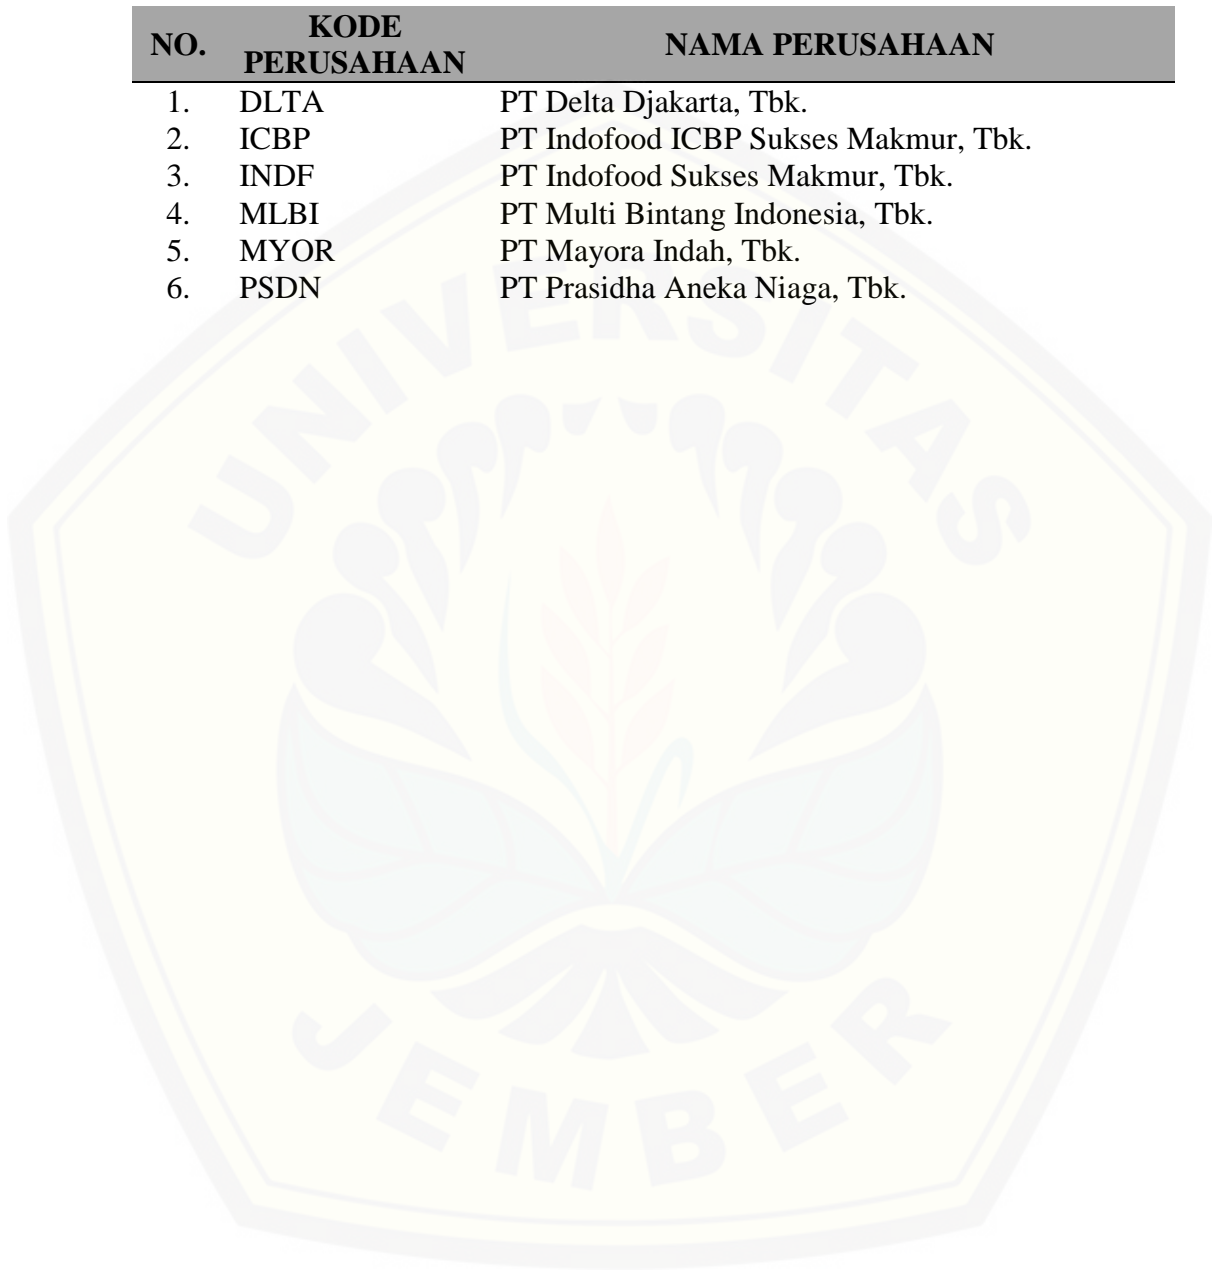 NO. KODE PERUSAHAAN NAMA PERUSAHAAN
1. DLTA PT Delta Djakarta, Tbk.
2. ICBP PT Indofood ICBP Sukses Makmur, Tbk.
3. INDF PT Indofood Sukses Makmur, Tbk.
4. MLBI PT Multi Bintang Indonesia, Tbk.
5. MYOR PT Mayora Indah, Tbk.
6. PSDN PT Prasidha Aneka Niaga, Tbk.
UNIVERSITAS
JEMBER